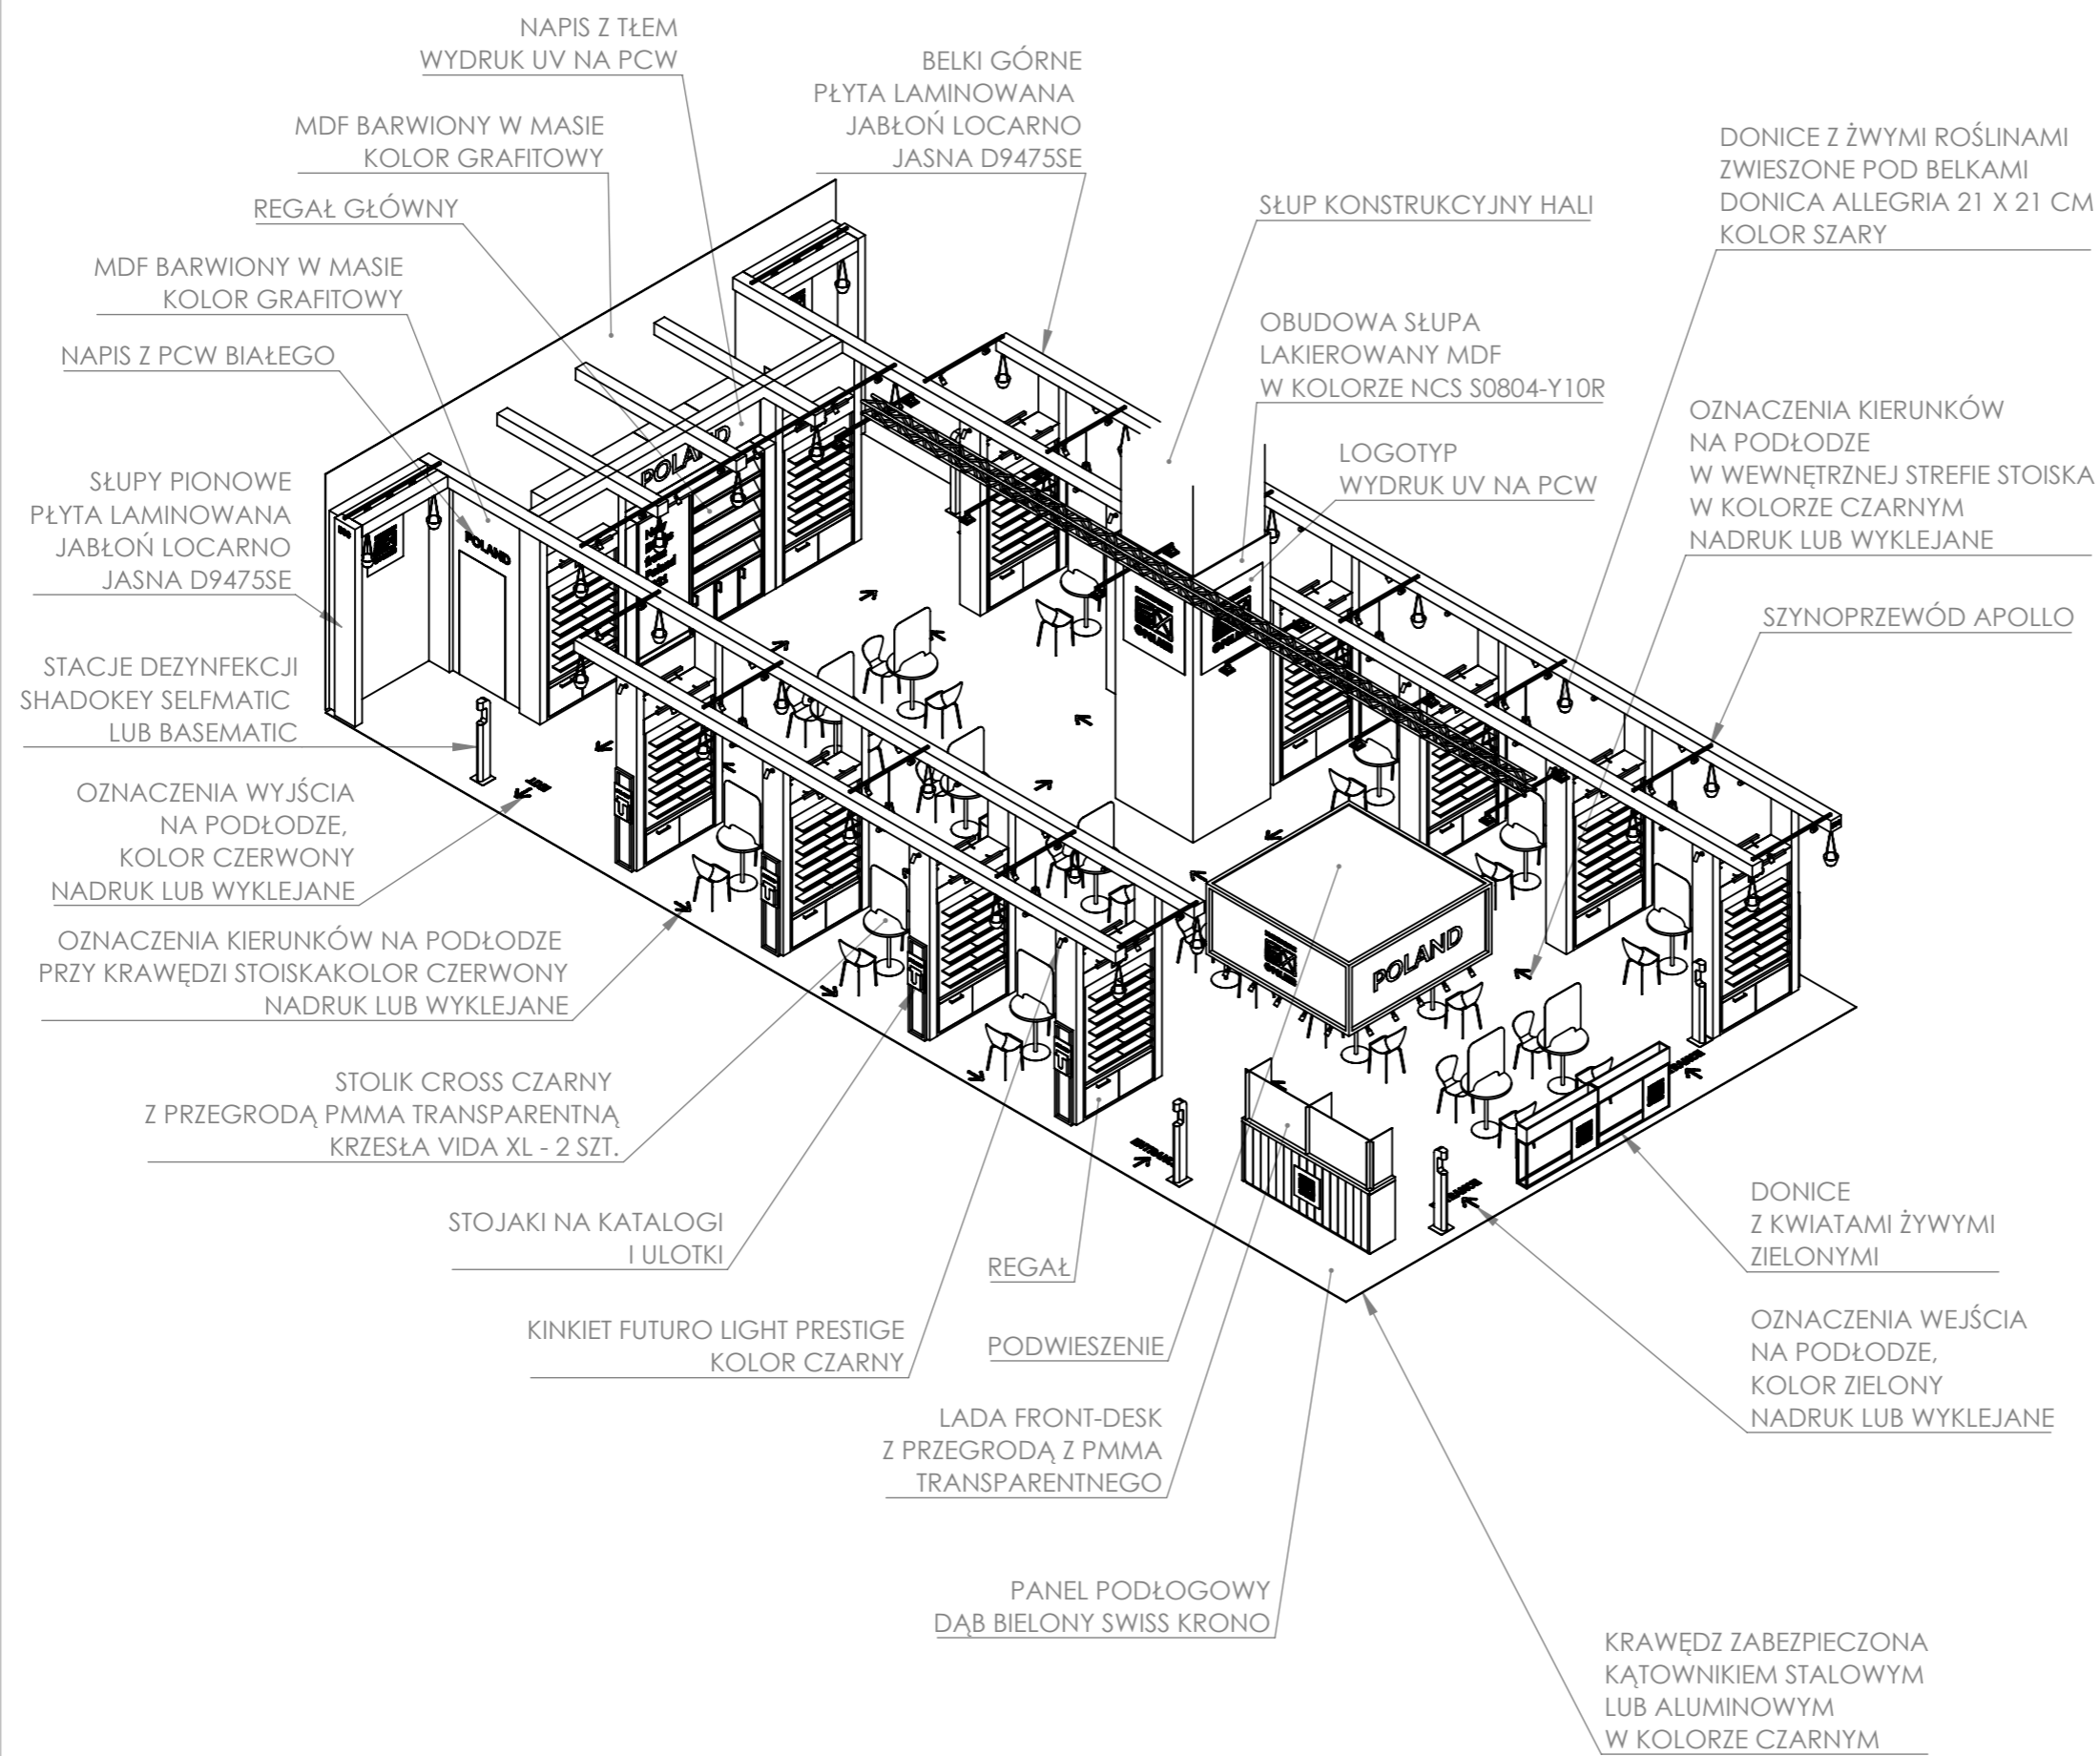 NAPIS Z TŁEM
WYDRUK UV NA PCW
BELKI GÓRNE
PŁYTA LAMINOWANA
JABŁOŃ LOCARNO
JASNA D9475SE
MDF BARWIONY W MASIE
KOLOR GRAFITOWY
DONICE Z ŻWYMI ROŚLINAMI
ZWIESZONE POD BELKAMI
DONICA ALLEGRIA 21 X 21 CM
KOLOR SZARY
REGAŁ GŁÓWNY
SŁUP KONSTRUKCYJNY HALI
MDF BARWIONY W MASIE
KOLOR GRAFITOWY
OBUDOWA SŁUPA
LAKIEROWANY MDF
W KOLORZE NCS S0804-Y10R
NAPIS Z PCW BIAŁEGO
OZNACZENIA KIERUNKÓW
NA PODŁODZE
W WEWNĘTRZNEJ STREFIE STOISKA
W KOLORZE CZARNYM
NADRUK LUB WYKLEJANE
LOGOTYP
WYDRUK UV NA PCW
SŁUPY PIONOWE
PŁYTA LAMINOWANA
JABŁOŃ LOCARNO
JASNA D9475SE
POLAND
POLAND
SZYNOPRZEWÓD APOLLO
STACJE DEZYNFEKCJI
SHADOKEY SELFMATIC
LUB BASEMATIC
OZNACZENIA WYJŚCIA
NA PODŁODZE,
KOLOR CZERWONY
NADRUK LUB WYKLEJANE
OZNACZENIA KIERUNKÓW NA PODŁODZE
PRZY KRAWĘDZI STOISKAKOLOR CZERWONY
NADRUK LUB WYKLEJANE
POLAND
STOLIK CROSS CZARNY
Z PRZEGRODĄ PMMA TRANSPARENTNĄ
KRZESŁA VIDA XL - 2 SZT.
STOJAKI NA KATALOGI
I ULOTKI
REGAŁ
DONICE
Z KWIATAMI ŻYWYMI
ZIELONYMI
KINKIET FUTURO LIGHT PRESTIGE
KOLOR CZARNY
PODWIESZENIE
OZNACZENIA WEJŚCIA
NA PODŁODZE,
KOLOR ZIELONY
NADRUK LUB WYKLEJANE
LADA FRONT-DESK
Z PRZEGRODĄ Z PMMA
TRANSPARENTNEGO
PANEL PODŁOGOWY
DĄB BIELONY SWISS KRONO
KRAWĘDZ ZABEZPIECZONA
KĄTOWNIKIEM STALOWYM
LUB ALUMINOWYM
W KOLORZE CZARNYM